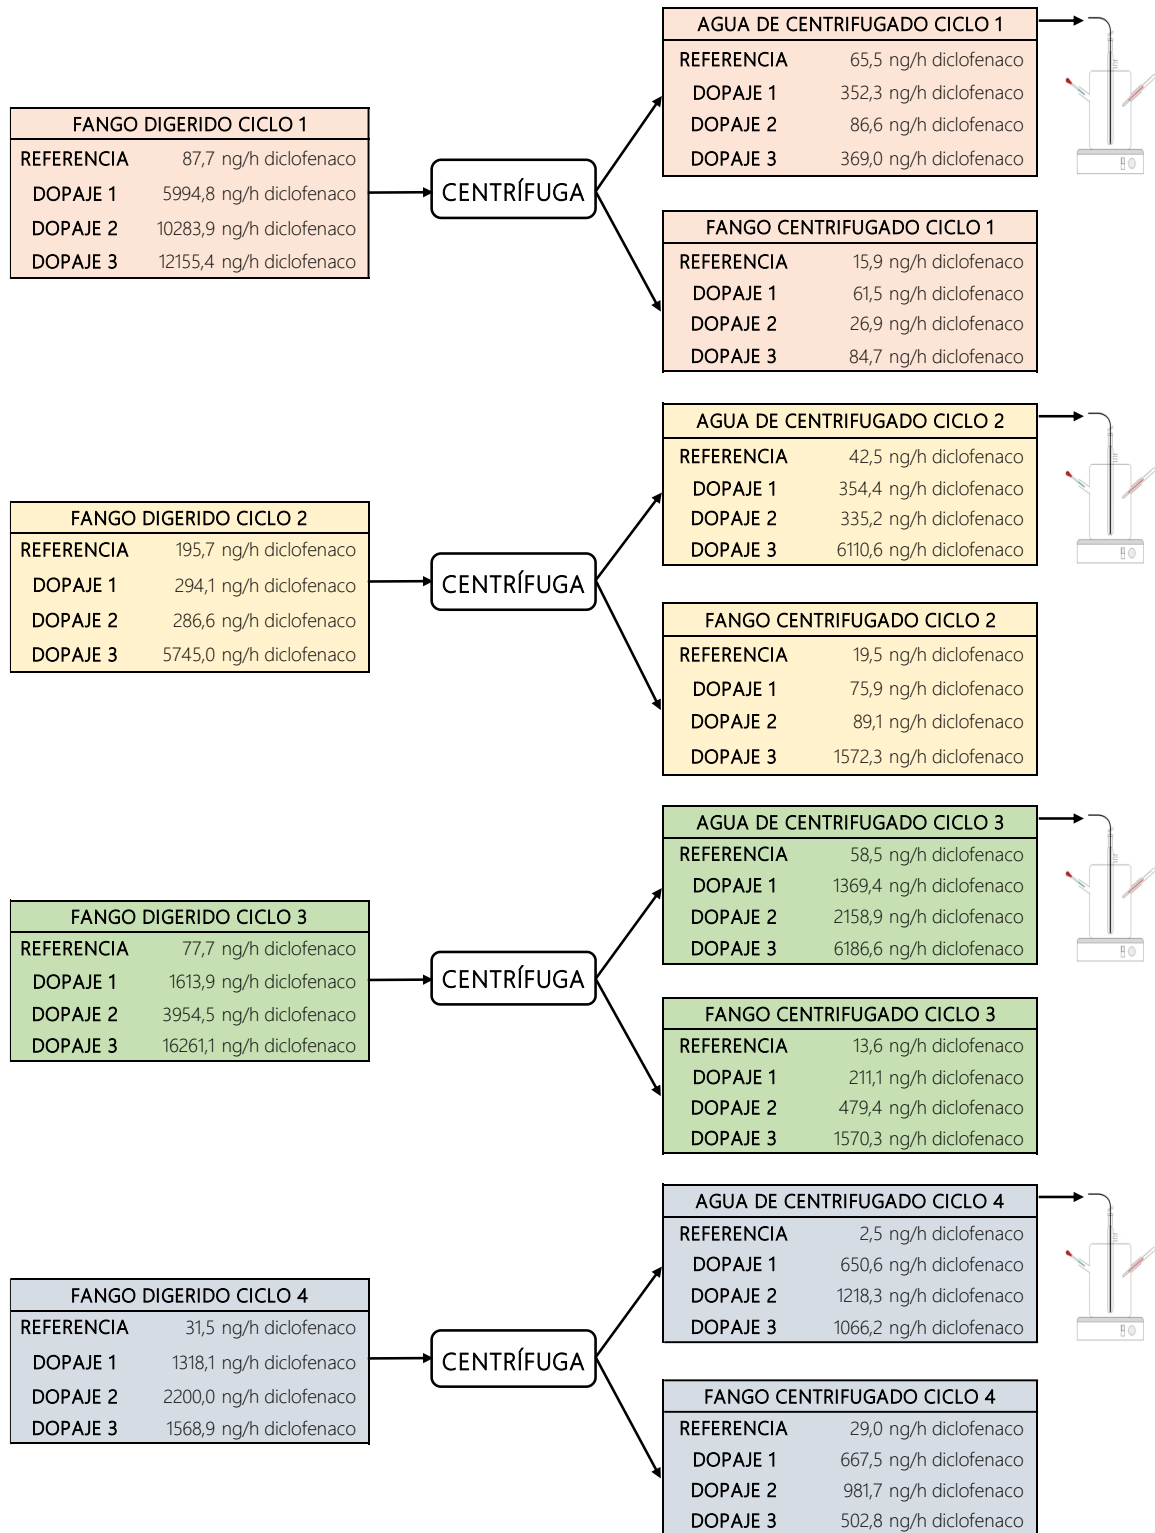 AGUA DE CENTRIFUGADO CICLO 1
REFERENCIA 65,5 ng/h diclofenaco
DOPAJE 1 352,3 ng/h diclofenaco
DOPAJE 2 86,6 ng/h diclofenaco
DOPAJE 3 369,0 ng/h diclofenaco
FANGO DIGERIDO CICLO 1
REFERENCIA 87,7 ng/h diclofenaco
DOPAJE 1 5994,8 ng/h diclofenaco
DOPAJE 2 10283,9 ng/h diclofenaco
DOPAJE 3 12155,4 ng/h diclofenaco
CENTRÍFUGA
FANGO CENTRIFUGADO CICLO 1
REFERENCIA 15,9 ng/h diclofenaco
DOPAJE 1 61,5 ng/h diclofenaco
DOPAJE 2 26,9 ng/h diclofenaco
DOPAJE 3 84,7 ng/h diclofenaco
AGUA DE CENTRIFUGADO CICLO 2
REFERENCIA 42,5 ng/h diclofenaco
DOPAJE 1 354,4 ng/h diclofenaco
DOPAJE 2 335,2 ng/h diclofenaco
DOPAJE 3 6110,6 ng/h diclofenaco
FANGO DIGERIDO CICLO 2
REFERENCIA 195,7 ng/h diclofenaco
DOPAJE 1 294,1 ng/h diclofenaco
DOPAJE 2 286,6 ng/h diclofenaco
DOPAJE 3 5745,0 ng/h diclofenaco
CENTRÍFUGA
FANGO CENTRIFUGADO CICLO 2
REFERENCIA 19,5 ng/h diclofenaco
DOPAJE 1 75,9 ng/h diclofenaco
DOPAJE 2 89,1 ng/h diclofenaco
DOPAJE 3 1572,3 ng/h diclofenaco
AGUA DE CENTRIFUGADO CICLO 3
REFERENCIA 58,5 ng/h diclofenaco
DOPAJE 1 1369,4 ng/h diclofenaco
DOPAJE 2 2158,9 ng/h diclofenaco
DOPAJE 3 6186,6 ng/h diclofenaco
FANGO DIGERIDO CICLO 3
REFERENCIA 77,7 ng/h diclofenaco
DOPAJE 1 1613,9 ng/h diclofenaco
DOPAJE 2 3954,5 ng/h diclofenaco
DOPAJE 3 16261,1 ng/h diclofenaco
CENTRÍFUGA
FANGO CENTRIFUGADO CICLO 3
REFERENCIA 13,6 ng/h diclofenaco
DOPAJE 1 211,1 ng/h diclofenaco
DOPAJE 2 479,4 ng/h diclofenaco
DOPAJE 3 1570,3 ng/h diclofenaco
AGUA DE CENTRIFUGADO CICLO 4
REFERENCIA 2,5 ng/h diclofenaco
DOPAJE 1 650,6 ng/h diclofenaco
DOPAJE 2 1218,3 ng/h diclofenaco
DOPAJE 3 1066,2 ng/h diclofenaco
FANGO DIGERIDO CICLO 4
REFERENCIA 31,5 ng/h diclofenaco
DOPAJE 1 1318,1 ng/h diclofenaco
DOPAJE 2 2200,0 ng/h diclofenaco
DOPAJE 3 1568,9 ng/h diclofenaco
CENTRÍFUGA
FANGO CENTRIFUGADO CICLO 4
REFERENCIA 29,0 ng/h diclofenaco
DOPAJE 1 667,5 ng/h diclofenaco
DOPAJE 2 981,7 ng/h diclofenaco
DOPAJE 3 502,8 ng/h diclofenaco